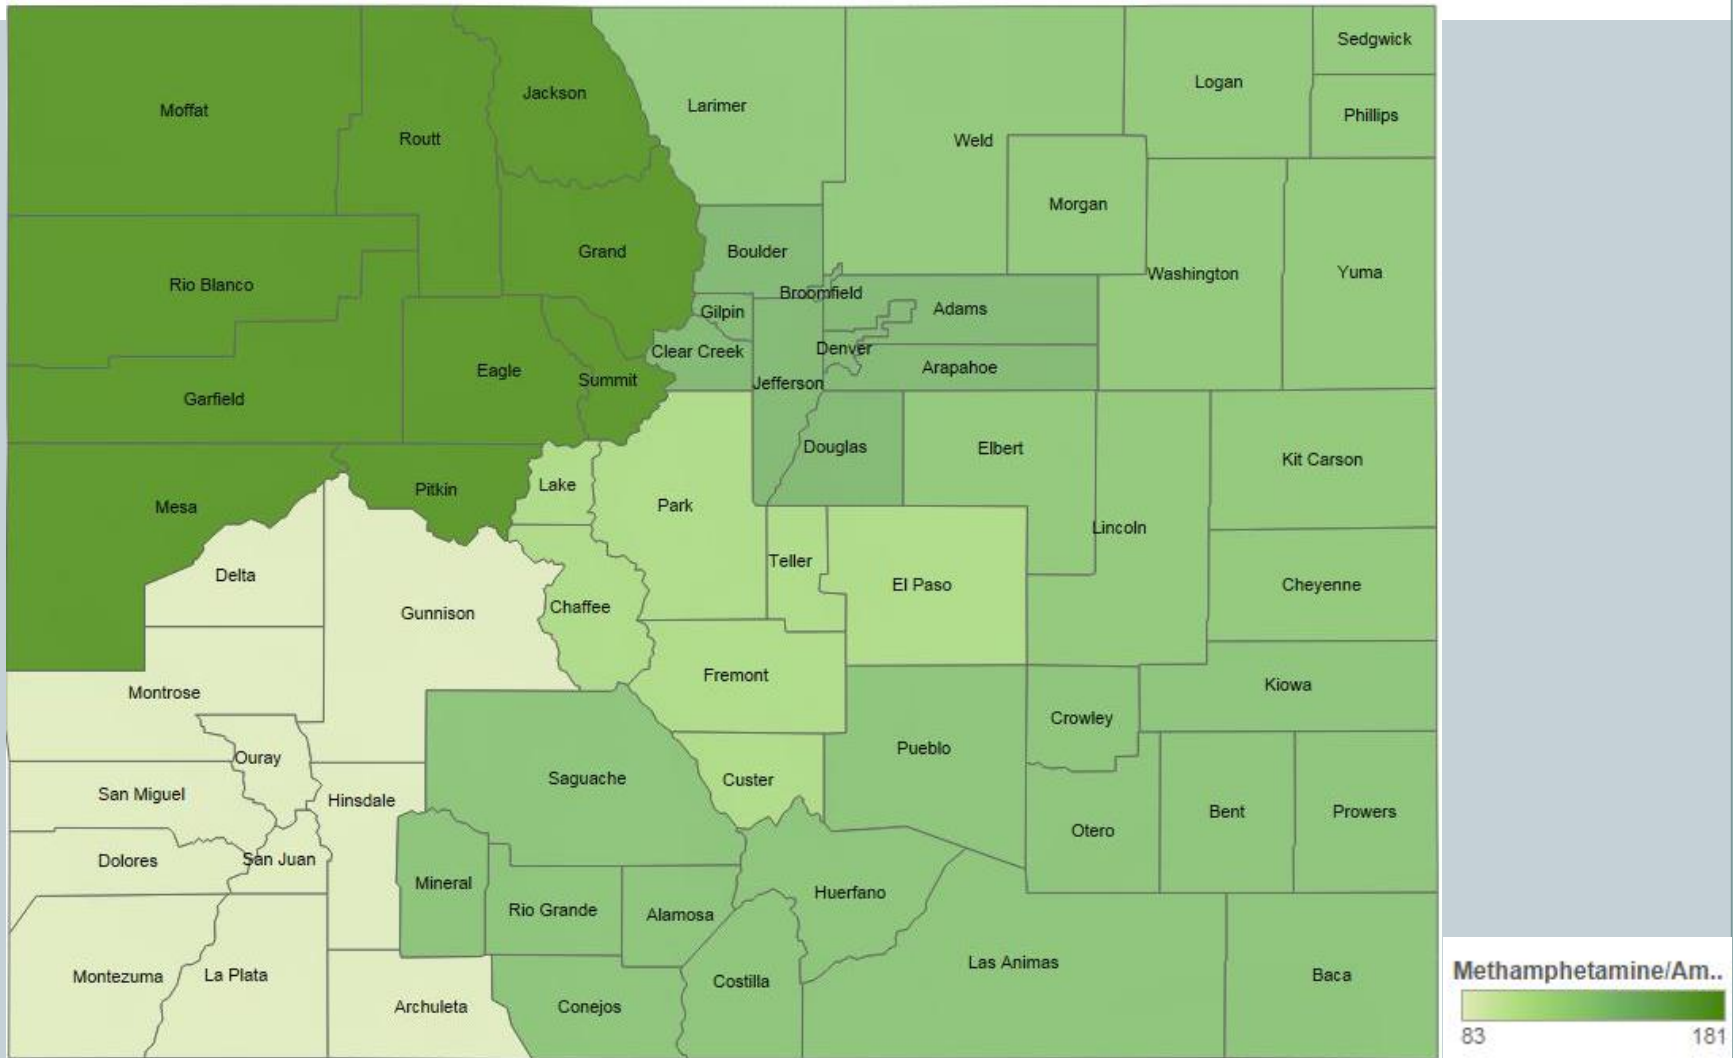 Sedgwick
Logan
Moffat
Jackson
Larimer
Phillips
Routt
Weld
Morgan
Grand
Boulder
Washington
Yuma
Rio Blanco
Broomfield
Gilpin
Adams
Clear Creek
Denver
Eagle
Summit
Arapahoe
Jefferson
Garfield
Douglas
Elbert
Kit Carson
Lake
Pitkin
Park
Mesa
Lincoln
Teller
Delta
El Paso
Cheyenne
Gunnison
Chaffee
Fremont
Montrose
Kiowa
Crowley
Pueblo
Ouray
Saguache
Custer
San Miguel
Hinsdale
Otero
Bent
Prowers
Dolores
San Juan
Mineral
Huerfano
Rio Grande
Alamosa
Las Animas
Montezuma
La Plata
Costilla
Baca
Archuleta
Conejos
Methamphetamine/Am..
83 181